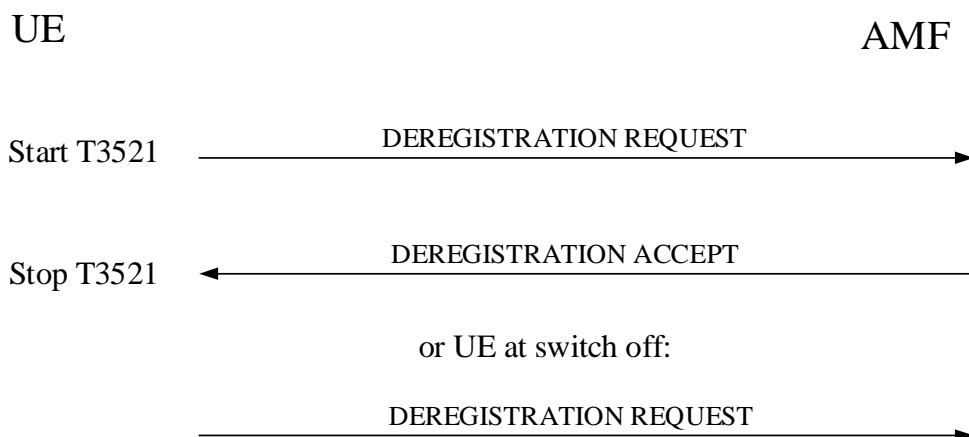 UE
AMF
Start T3521
DEREGISTRATION REQUEST
Stop T3521
DEREGISTRATION ACCEPT
or UE at switch off:
DEREGISTRATION REQUEST